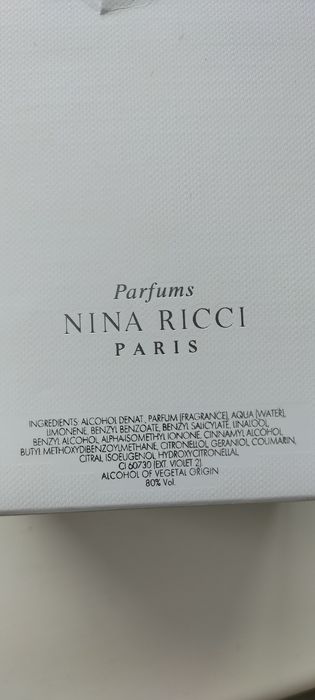 Parfums
NINA RICCI
PARIS
INGREDIENTS: ALCOHOL DENAT., PARFUM (FRAGRANCE), AQUA (WATER),
LIMONENE, BENZYL BENZOATE, BENZYL SALICYLATE, LINALOOL,
BENZYL ALCOHOL, ALPHA-ISOMETHYL IONONE, CINNAMYL ALCOHOL,
BUTYL METHOXYDIBENZOYLMETHANE, CITRONELLOL, GERANIOL, COUMARIN,
CITRAL, ISOEUGENOL, HYDROXYCITRONELLAL,
CI 60730 (EXT. VIOLET 2).
ALCOHOL OF VEGETAL ORIGIN
80% Vol.